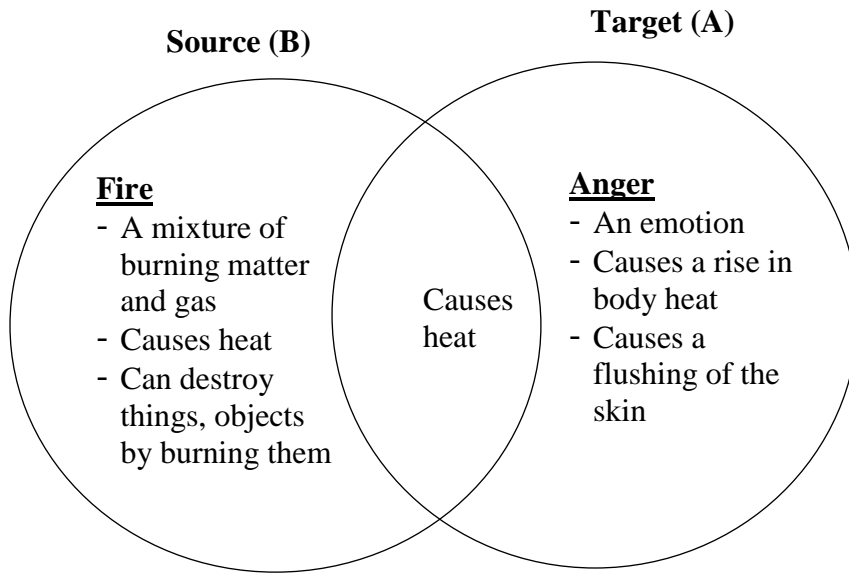 Source (B)
Target (A)
Fire
- A mixture of
burning matter
and gas
- Causes heat
- Can destroy
things, objects
by burning them
Causes
heat
Anger
- An emotion
- Causes a rise in
body heat
- Causes a
flushing of the
skin